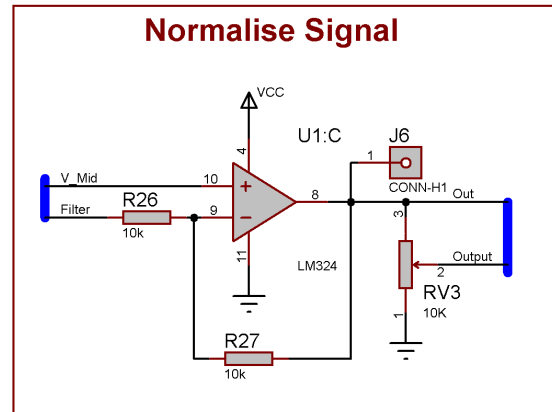 Normalise Signal
VCC
U1:C
J6
4
1
V_Mid
10
CONN-H1
R26
8
Out
Filter
9
3
10k
11
LM324
Output
2
RV3
1
10K
R27
10k